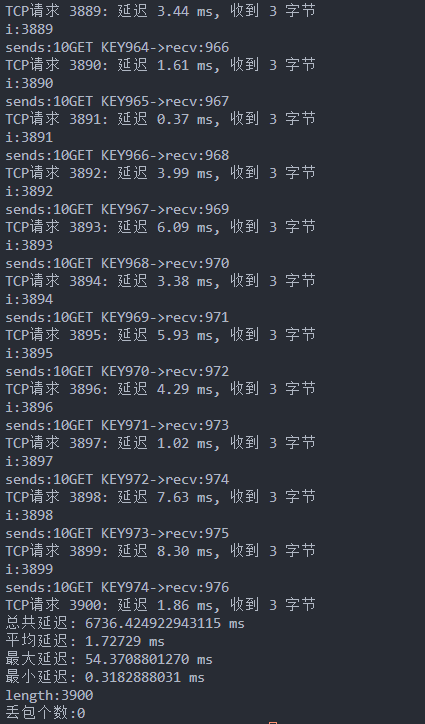 TCP请求 3889: 延迟 3.44 ms, 收到 3 字节
i:3889
sends:10GET KEY964->recv:966
TCP请求 3890: 延迟 1.61 ms, 收到 3 字节
i:3890
sends:10GET KEY965->recv:967
TCP请求 3891: 延迟 0.37 ms, 收到 3 字节
i:3891
sends:10GET KEY966->recv:968
TCP请求 3892: 延迟 3.99 ms, 收到 3 字节
i:3892
sends:10GET KEY967->recv:969
TCP请求 3893: 延迟 6.09 ms, 收到 3 字节
i:3893
sends:10GET KEY968->recv:970
TCP请求 3894: 延迟 3.38 ms, 收到 3 字节
i:3894
sends:10GET KEY969->recv:971
TCP请求 3895: 延迟 5.93 ms, 收到 3 字节
i:3895
sends:10GET KEY970->recv:972
TCP请求 3896: 延迟 4.29 ms, 收到 3 字节
i:3896
sends:10GET KEY971->recv:973
TCP请求 3897: 延迟 1.02 ms, 收到 3 字节
i:3897
sends:10GET KEY972->recv:974
TCP请求 3898: 延迟 7.63 ms, 收到 3 字节
i:3898
sends:10GET KEY973->recv:975
TCP请求 3899: 延迟 8.30 ms, 收到 3 字节
i:3899
sends:10GET KEY974->recv:976
TCP请求 3900: 延迟 1.86 ms, 收到 3 字节
总共延迟: 6736.424922943115 ms
平均延迟: 1.72729 ms
最大延迟: 54.3708801270 ms
最小延迟: 0.3182888031 ms
length:3900
丢包个数:0